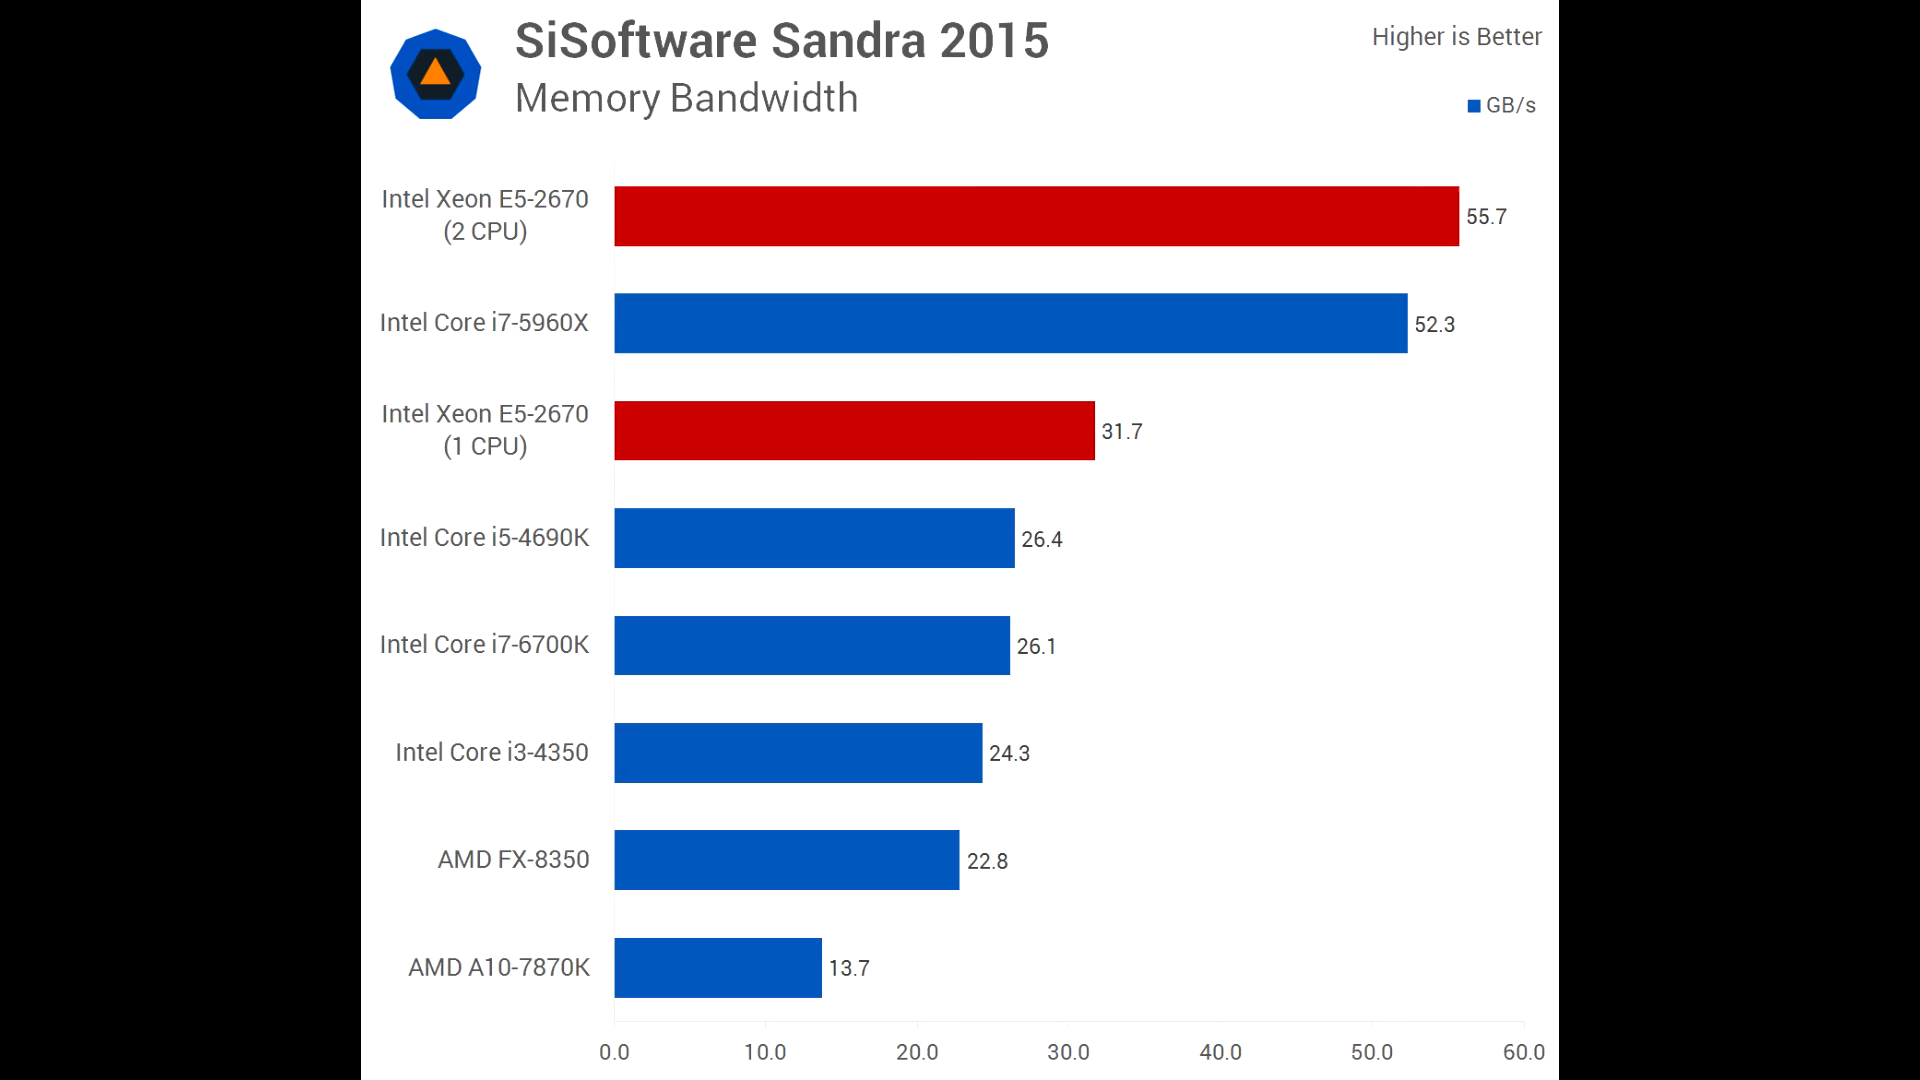 SiSoftware Sandra 2015
Higher is Better
Memory Bandwidth
GB/s
Intel Xeon E5-2670
(2 CPU)
55.7
Intel Core i7-5960X
52.3
Intel Xeon E5-2670
(1 CPU)
31.7
Intel Core i5-4690K
26.4
Intel Core i7-6700K
26.1
Intel Core i3-4350
24.3
AMD FX-8350
22.8
AMD A10-7870K
13.7
0.0 10.0 20.0 30.0 40.0 50.0 60.0